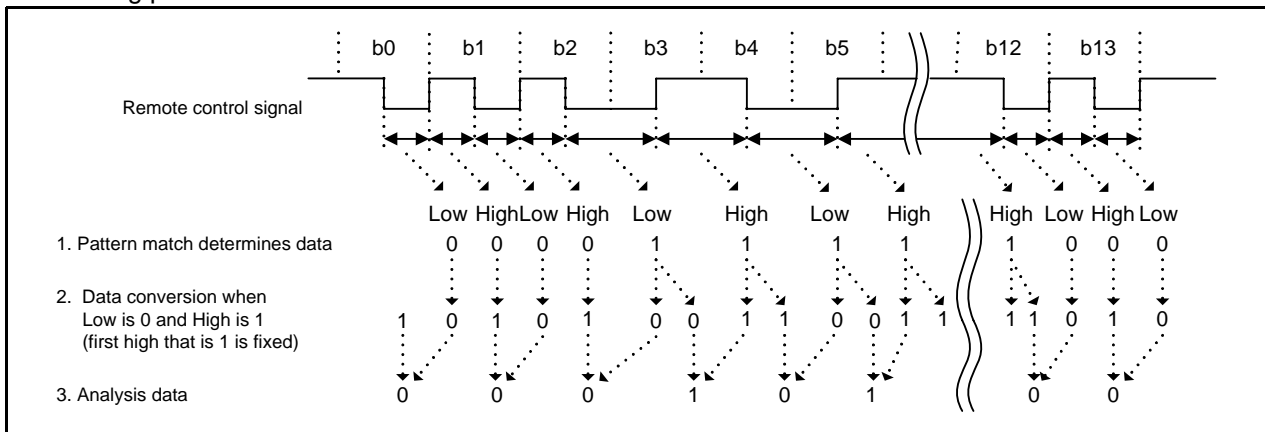 b0 b1 b2 b3 b4 b5 b12 b13
Remote control signal
Low High Low High Low High Low High High Low High Low
1. Pattern match determines data 0 0 0 0 1 1 1 1 1 0 0 0
2. Data conversion when
Low is 0 and High is 1 1 0 1 0 1 0 0 1 1 0 0 1 1 1 1 0 1 0
(first high that is 1 is fixed)
3. Analysis data 0 0 0 1 0 1 0 0